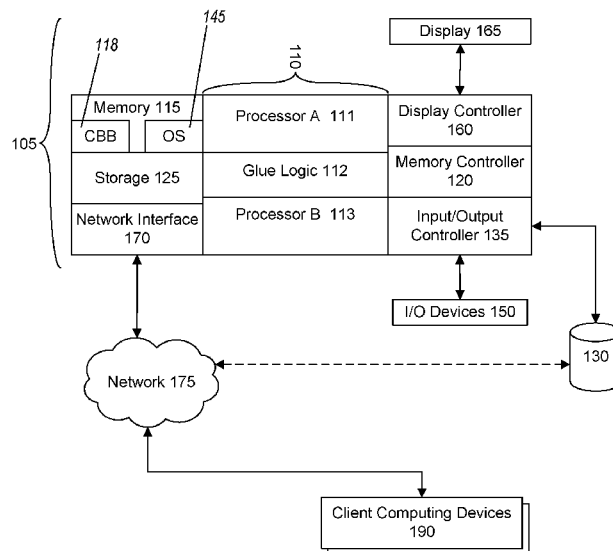 118
145
110
Display 165
105
Memory 115
CBB
OS
Processor A 111
Display Controller
160
Storage 125
Glue Logic 112
Memory Controller
120
Network Interface
170
Processor B 113
Input/Output
Controller 135
I/O Devices 150
130
Network 175
Client Computing Devices
190